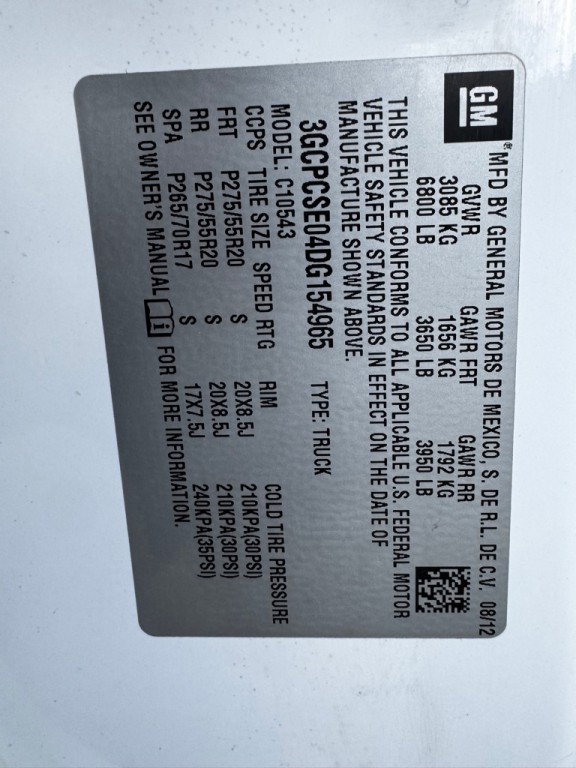 GM
® MFD BY GENERAL MOTORS DE MEXICO, S. DE R.L. DE C.V. 08/12
GVWR GAWR FRT GAWR RR
3085 KG 1656 KG 1792 KG
6800 LB 3650 LB 3950 LB
THIS VEHICLE CONFORMS TO ALL APPLICABLE U.S. FEDERAL MOTOR
VEHICLE SAFETY STANDARDS IN EFFECT ON THE DATE OF
MANUFACTURE SHOWN ABOVE.
3GCPCSE04DG154965 TYPE: TRUCK
MODEL: C10543
CCPS TIRE SIZE SPEED RTG RIM COLD TIRE PRESSURE
FRT P275/55R20 S 20X8.5J 210KPA(30PSI)
RR P275/55R20 S 20X8.5J 210KPA(30PSI)
SPA P265/70R17 S 17X7.5J 240KPA(35PSI)
SEE OWNER'S MANUAL i FOR MORE INFORMATION.